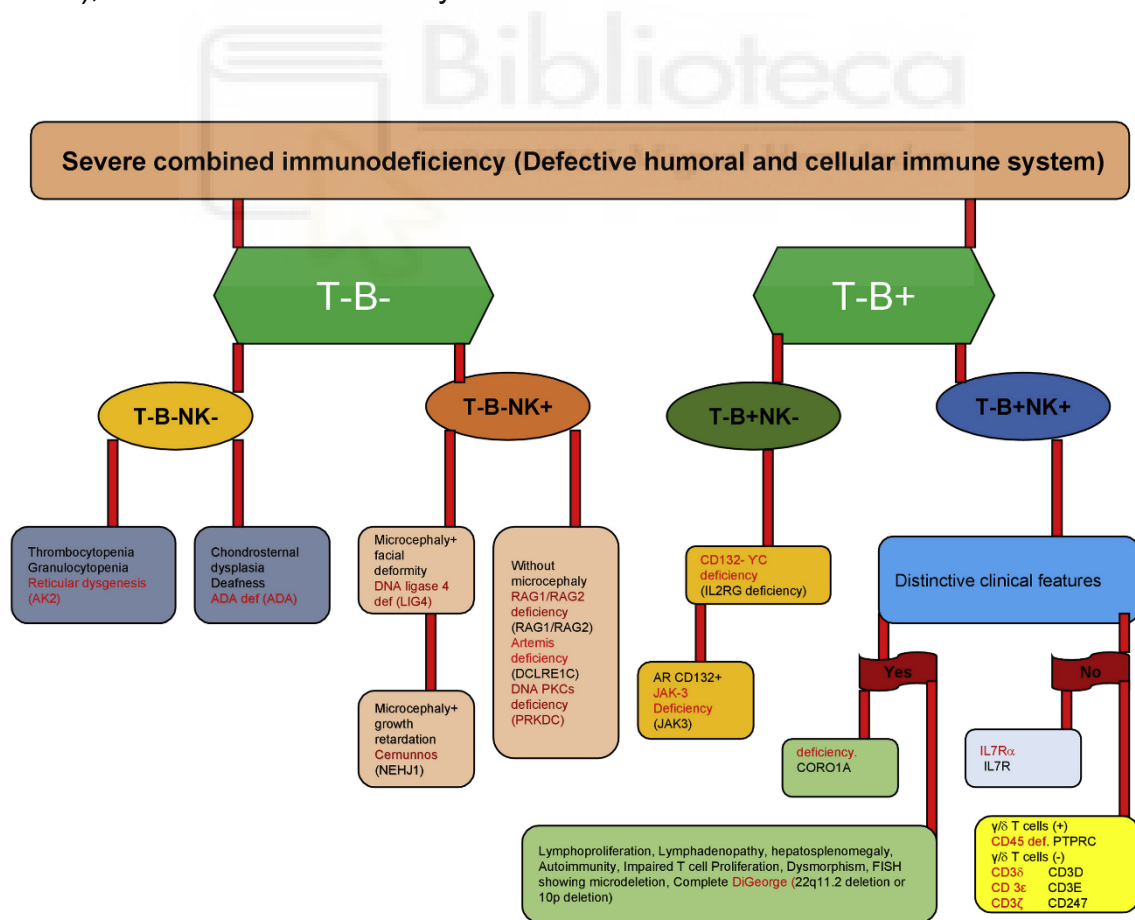 Biblioteca
Severe combined immunodeficiency (Defective humoral and cellular immune system)
T-B-
T-B+
T-B-NK-
T-B-NK+
T-B+NK-
T-B+NK+
Thrombocytopenia
Granulocytopenia
Reticular dysgenesis
(AK2)
Chondrosternal
dysplasia
Deafness
ADA def (ADA)
Microcephaly+
facial
deformity
DNA ligase 4
def (LIG4)
Microcephaly+
growth
retardation
Cernunnos
(NEHJ1)
Without
microcephaly
RAG1/RAG2
deficiency
(RAG1/RAG2)
Artemis
deficiency
(DCLRE1C)
DNA PKCs
deficiency
(PRKDC)
CD132- ϒC
deficiency
(IL2RG deficiency)
AR CD132+
JAK-3
Deficiency
(JAK3)
Distinctive clinical features
Yes
No
deficiency.
CORO1A
IL7Rα
IL7R
Lymphoproliferation, Lymphadenopathy, hepatosplenomegaly,
Autoimmunity, Impaired T cell Proliferation, Dysmorphism, FISH
showing microdeletion, Complete DiGeorge (22q11.2 deletion or
10p deletion)
γ/δ T cells (+)
CD45 def. PTPRC
γ/δ T cells (-)
CD3δ CD3D
CD 3ε CD3E
CD3ζ CD247